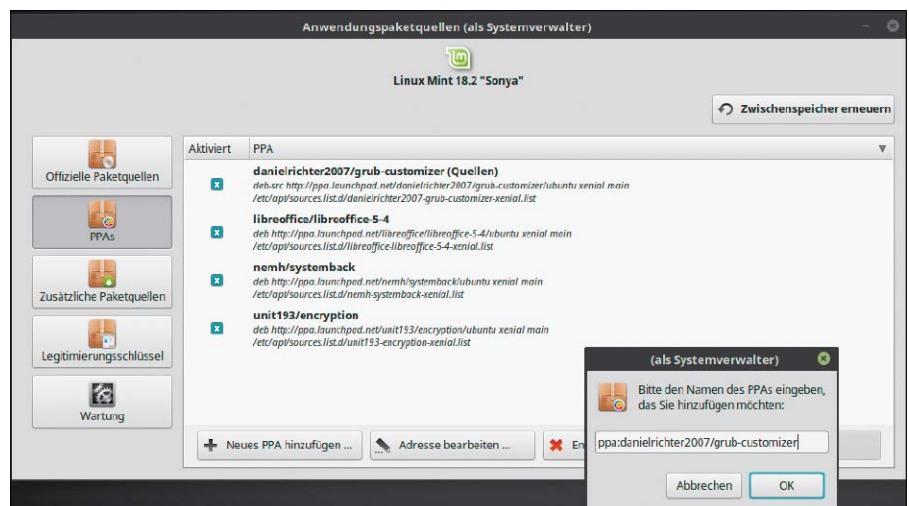 Anwendungspaketquellen (als Systemverwalter)
Linux Mint 18.2 "Sonya"
Zwischenspeicher erneuern
Offizielle Paketquellen
PPAs
Zusätzliche Paketquellen
Legitimierungsschlüssel
Wartung
Aktiviert PPA
danielrichter2007/grub-customizer (Quellen)
deb-src http://ppa.launchpad.net/danielrichter2007/grub-customizer/ubuntu xenial main
/etc/apt/sources.list.d/danielrichter2007-grub-customizer-xenial.list
libreoffice/libreoffice-5-4
deb http://ppa.launchpad.net/libreoffice/libreoffice-5-4/ubuntu xenial main
/etc/apt/sources.list.d/libreoffice-libreoffice-5-4-xenial.list
nemh/systemback
deb http://ppa.launchpad.net/nemh/systemback/ubuntu xenial main
/etc/apt/sources.list.d/nemh-systemback-xenial.list
unit193/encryption
deb http://ppa.launchpad.net/unit193/encryption/ubuntu xenial main
/etc/apt/sources.list.d/unit193-encryption-xenial.list
Neues PPA hinzufügen ...
Adresse bearbeiten ...
En
(als Systemverwalter)
Bitte den Namen des PPAs eingeben,
das Sie hinzufügen möchten:
ppa:danielrichter2007/grub-customizer
Abbrechen
OK